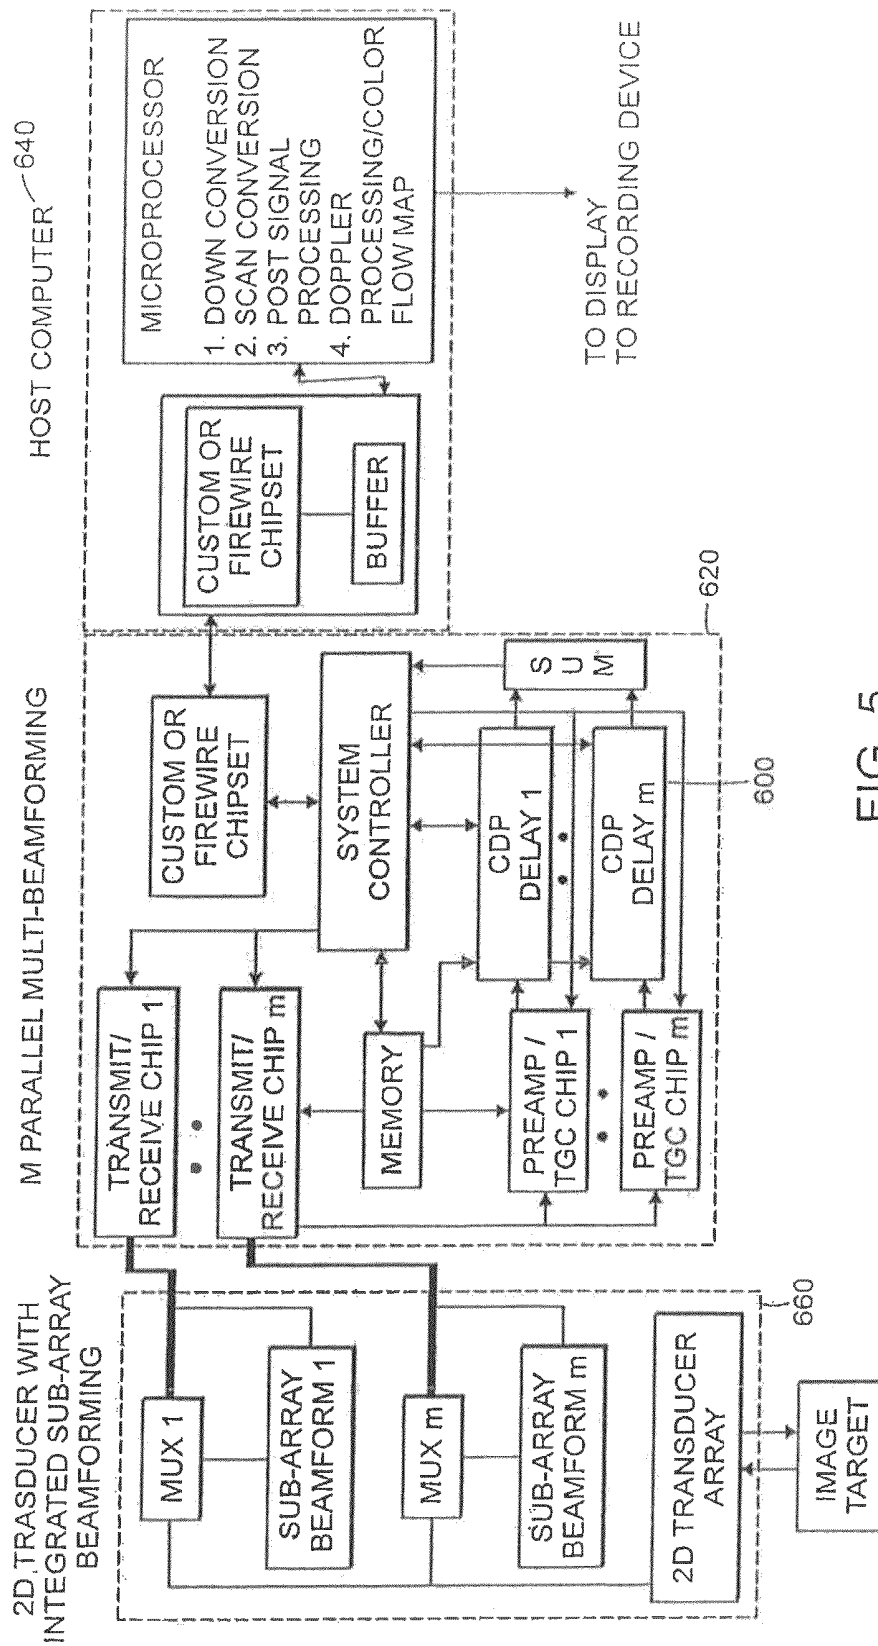 2D,TRASDUCER WITH
INTEGRATED SUB-ARRAY
BEAMFORMING
MUX 1
SUB-ARRAY
BEAMFORM 1
MUX m
SUB-ARRAY
BEAMFORM m
2D TRANSDUCER
ARRAY
660
IMAGE
TARGET
M PARALLEL MULTI-BEAMFORMING
TRANSMIT/
RECEIVE CHIP 1
TRANSMIT/
RECEIVE CHIP m
MEMORY
PREAMP /
TGC CHIP 1
PREAMP /
TGC CHIP m
CUSTOM OR
FIREWIRE
CHIPSET
SYSTEM
CONTROLLER
CDP
DELAY 1
CDP
DELAY m
SUM
600
620
HOST COMPUTER 640
CUSTOM OR
FIREWIRE
CHIPSET
BUFFER
MICROPROCESSOR
1. DOWN CONVERSION
2. SCAN CONVERSION
3. POST SIGNAL
PROCESSING
4. DOPPLER
PROCESSING/COLOR
FLOW MAP
TO DISPLAY
TO RECORDING DEVICE
FIG. 5